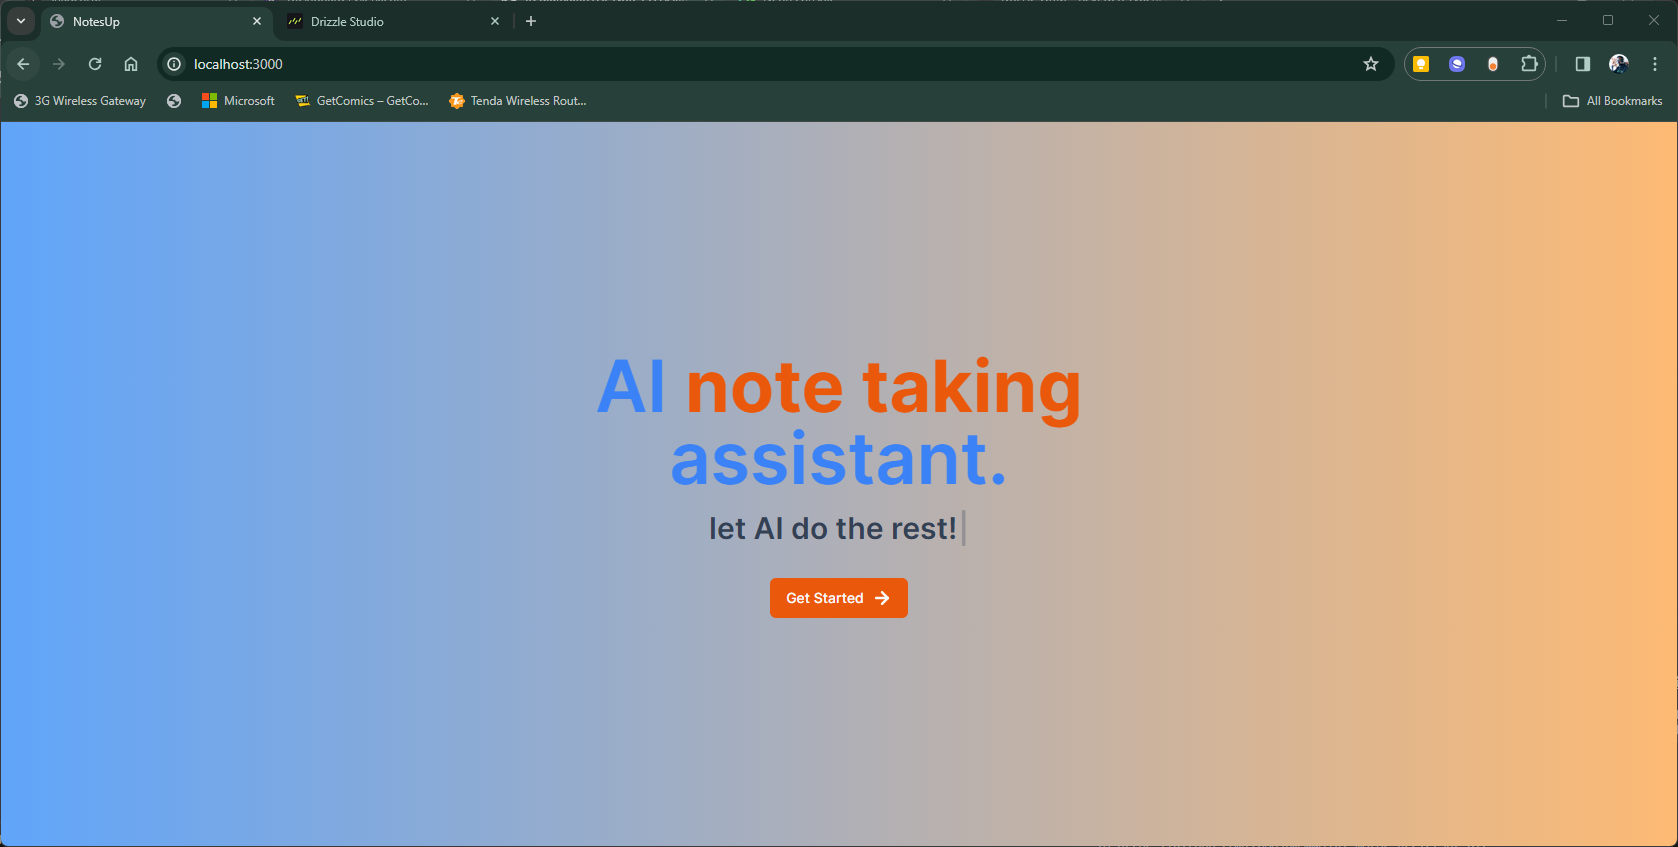 NotesUp
Drizzle Studio
localhost:3000
3G Wireless Gateway
Microsoft
GetComics – GetCo...
Tenda Wireless Rout...
All Bookmarks
AI note taking
assistant.
let AI do the rest!
Get Started